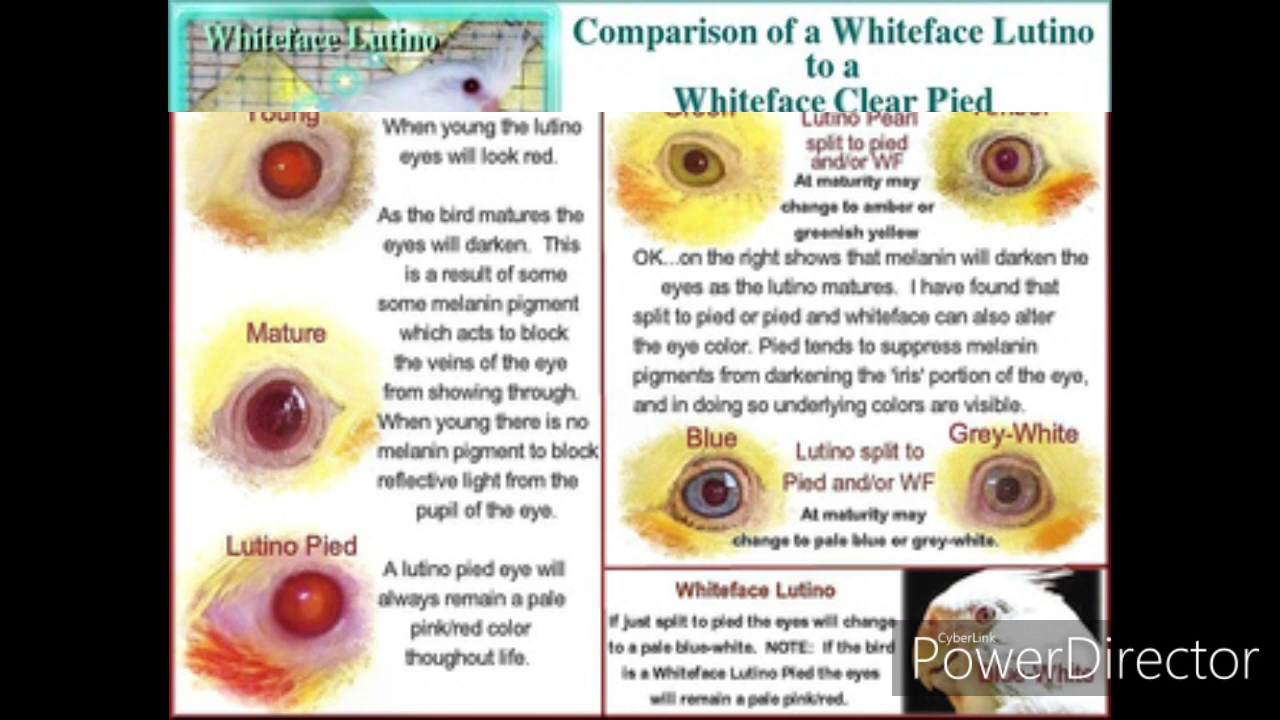 Whiteface Lutino
Comparison of a Whiteface Lutino
to a
Whiteface Clear Pied
Young
When young the lutino
eyes will look red.
As the bird matures the
eyes will darken. This
is a result of some
some melanin pigment
which acts to block
the veins of the eye
from showing through.
When young there is no
melanin pigment to block
reflective light from the
pupil of the eye.
Mature
Lutino Pied
A lutino pied eye will
always remain a pale
pink/red color
thoughout life.
Green
Lutino Pearl
split to pied
and/or WF
Amber
At maturity may
change to amber or
greenish yellow
OK...on the right shows that melanin will darken the
eyes as the lutino matures. I have found that
split to pied or pied and whiteface can also alter
the eye color. Pied tends to suppress melanin
pigments from darkening the 'iris' portion of the eye,
and in doing so underlying colors are visible.
Blue
Lutino split to
Pied and/or WF
Grey-White
At maturity may
change to pale blue or grey-white.
Whiteface Lutino
If just split to pied the eyes will change
to a pale blue-white. NOTE: If the bird
is a Whiteface Lutino Pied the eyes
will remain a pale pink/red.
Blue-White
CyberLink
PowerDirector